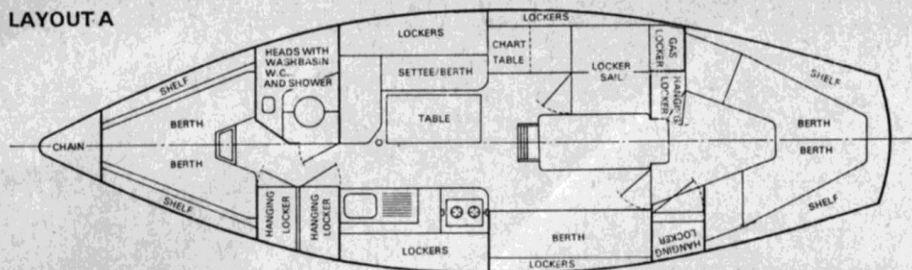 LAYOUT A
LOCKERS
LOCKERS
HEADS WITH
WASHBASIN
W.C.
AND SHOWER
CHART
TABLE
GAS
LOCKER
SHELF
SETTEE/BERTH
LOCKER
SAIL
SHELF
HANGING
LOCKER
BERTH
TABLE
BERTH
CHAIN
BERTH
BERTH
SHELF
HANGING
LOCKER
HANGING
LOCKER
SHELF
LOCKERS
BERTH
HANGING
LOCKER
LOCKERS